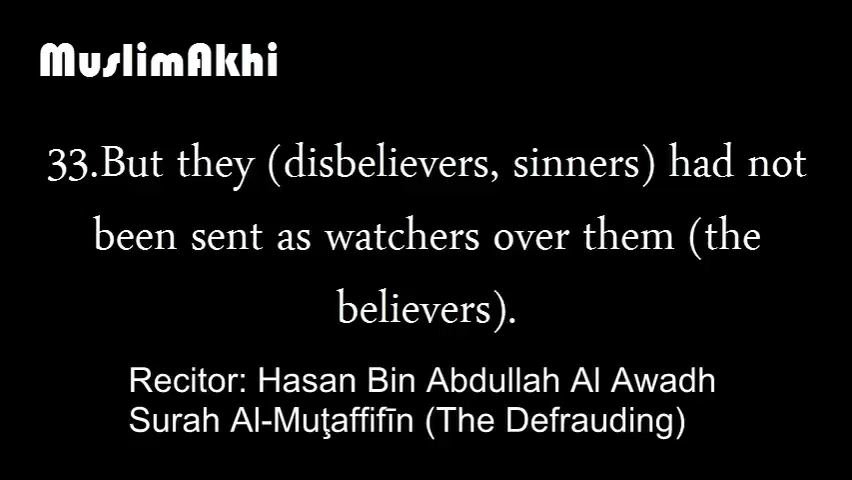 MuslimAkhi
33.But they (disbelievers, sinners) had not
been sent as watchers over them (the
believers).
Recitor: Hasan Bin Abdullah Al Awadh
Surah Al-Muţaffifīn (The Defrauding)